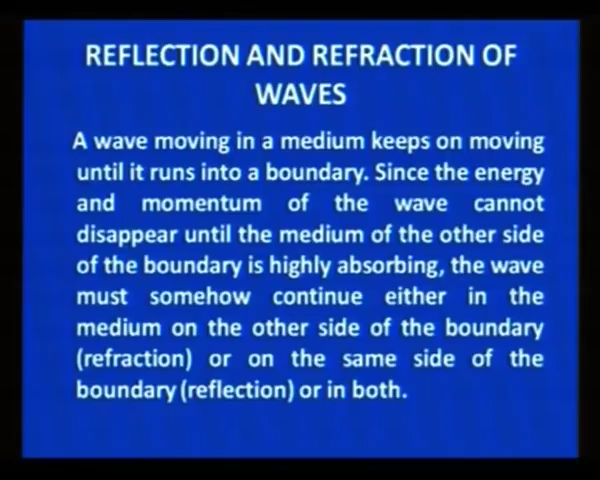 REFLECTION AND REFRACTION OF
WAVES
A wave moving in a medium keeps on moving
until it runs into a boundary. Since the energy
and momentum of the wave cannot
disappear until the medium of the other side
of the boundary is highly absorbing, the wave
must somehow continue either in the
medium on the other side of the boundary
(refraction) or on the same side of the
boundary (reflection) or in both.